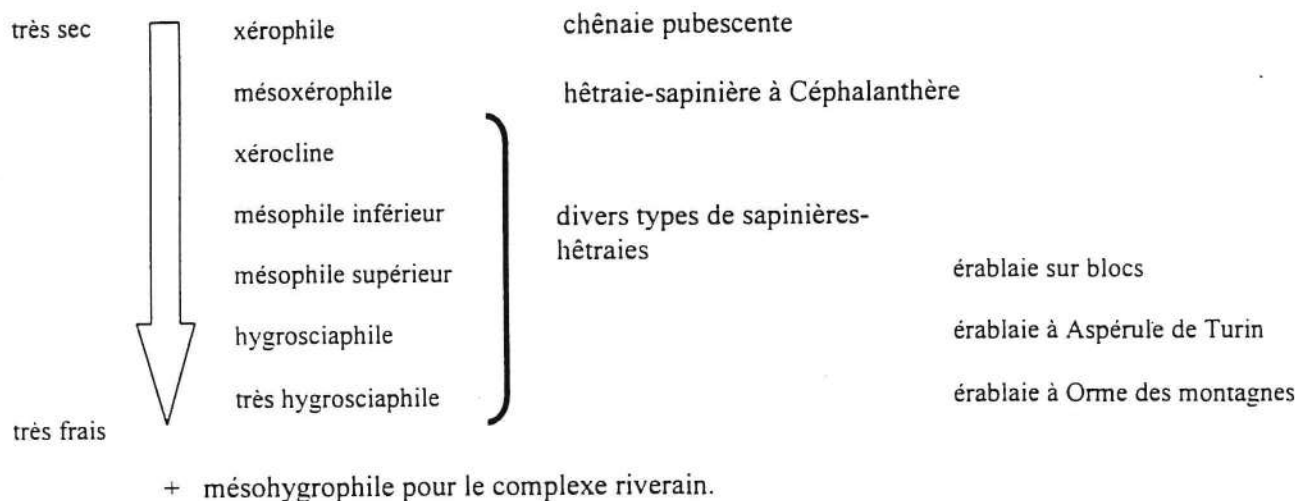 très sec xérophile chênaie pubescente
mésoxérophile hêtraie-sapinière à Céphalanthère
xérocline
mésophile inférieur divers types de sapinières-
hêtraies
mésophile supérieur érablaie sur blocs
hygrosciaphile érablaie à Aspérule de Turin
très hygrosciaphile érablaie à Orme des montagnes
très frais
+ mésohygrophile pour le complexe riverain.